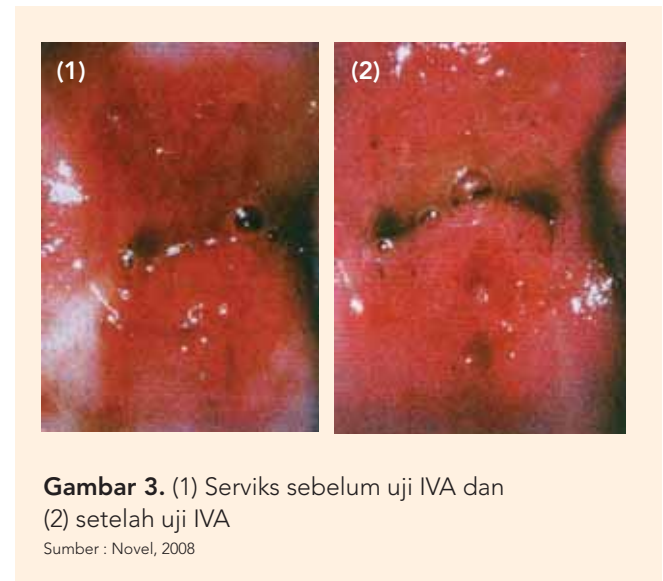 (1)
(2)
Gambar 3. (1) Serviks sebelum uji IVA dan
(2) setelah uji IVA
Sumber : Novel, 2008